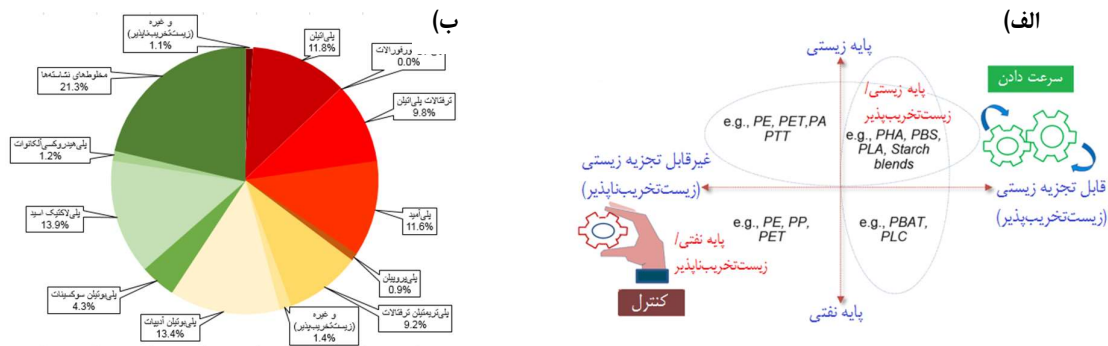 الف)
پایه زیستی
سرعت دادن
پایه زیستی/
زیست‌تخریب‌پذیر
e.g., PE, PET,PA
PTT
e.g., PHA, PBS,
PLA, Starch
blends
غیرقابل تجزیه زیستی
(زیست‌تخریب‌ناپذیر)
قابل تجزیه زیستی
(زیست‌تخریب‌پذیر)
e.g., PE, PP,
PET
e.g., PBAT,
PLC
پایه نفتی/
زیست‌تخریب‌ناپذیر
کنترل
پایه نفتی
ب)
و غیره
(زیست‌تخریب‌ناپذیر)
1.1%
پلی‌اتیلن
11.8%
ورفورالات
0.0%
ترفتالات پلی‌اتیلن
9.8%
پلی‌آمید
11.6%
پلی‌پروپیلن
0.9%
پلی‌تریمتیلن ترفتالات
9.2%
و غیره
(زیست‌تخریب‌پذیر)
1.4%
پلی‌بوتیلن آدیپات
13.4%
پلی‌بوتیلن سوکسینات
4.3%
پلی‌لاکتیک اسید
13.9%
پلی‌هیدروکسی‌آلکانوات
1.2%
مخلوط‌های نشاسته‌ها
21.3%